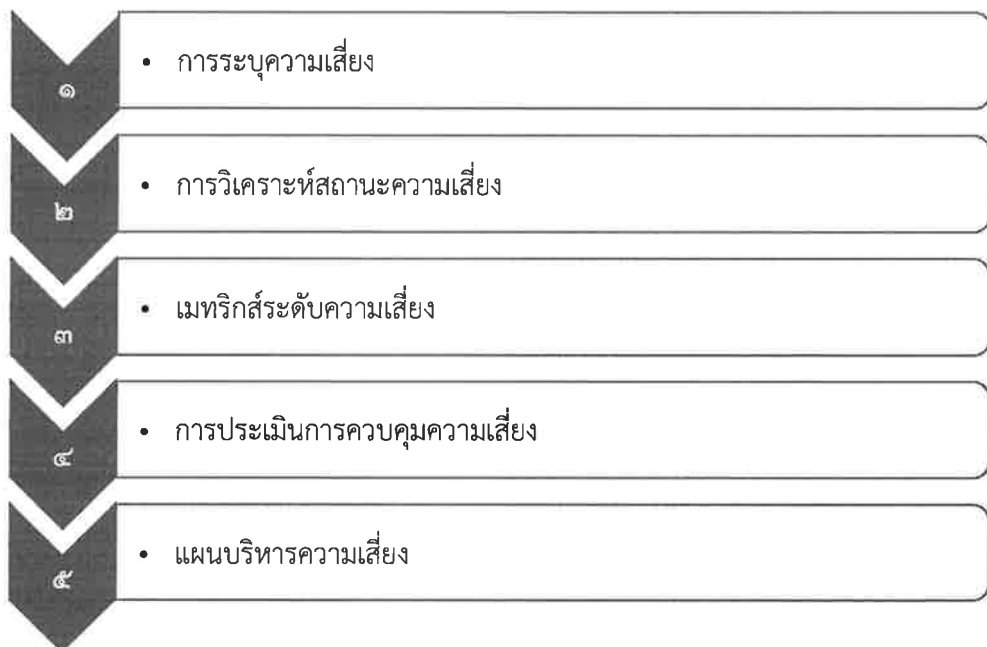 ๑
• การระบุความเสี่ยง
๒
• การวิเคราะห์สถานะความเสี่ยง
๓
• เมทริกส์ระดับความเสี่ยง
๔
• การประเมินการควบคุมความเสี่ยง
๕
• แผนบริหารความเสี่ยง